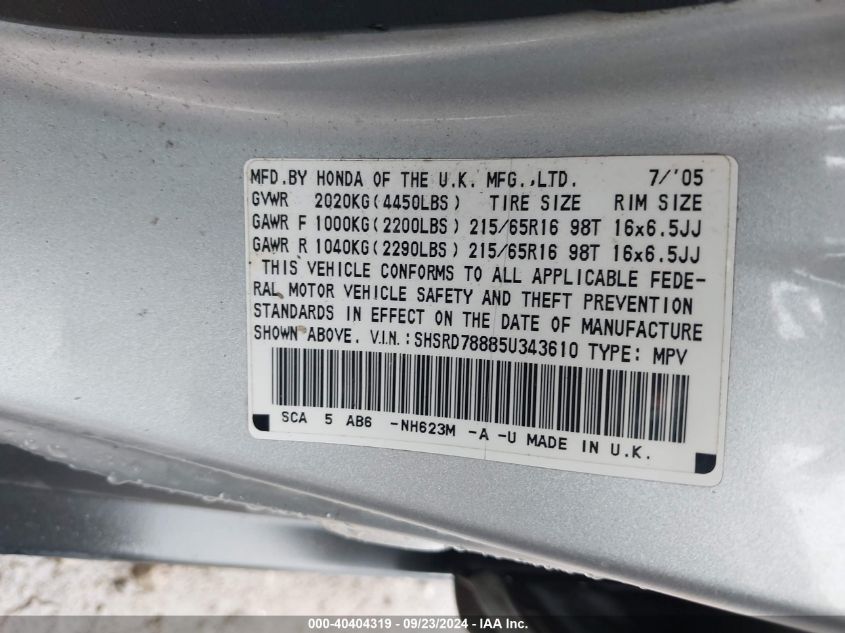 MFD.BY HONDA OF THE U.K. MFG.,LTD. 7/'05
GVWR 2020KG(4450LBS) TIRE SIZE RIM SIZE
GAWR F 1000KG(2200LBS) 215/65R16 98T 16x6.5JJ
GAWR R 1040KG(2290LBS) 215/65R16 98T 16x6.5JJ
THIS VEHICLE CONFORMS TO ALL APPLICABLE FEDE-
RAL MOTOR VEHICLE SAFETY AND THEFT PREVENTION
STANDARDS IN EFFECT ON THE DATE OF MANUFACTURE
SHOWN ABOVE. V.I.N.:SHSRD78885U343610 TYPE: MPV
SCA 5 AB6 -NH623M -A -U MADE IN U.K.
000-40404319 - 09/23/2024 - IAA Inc.